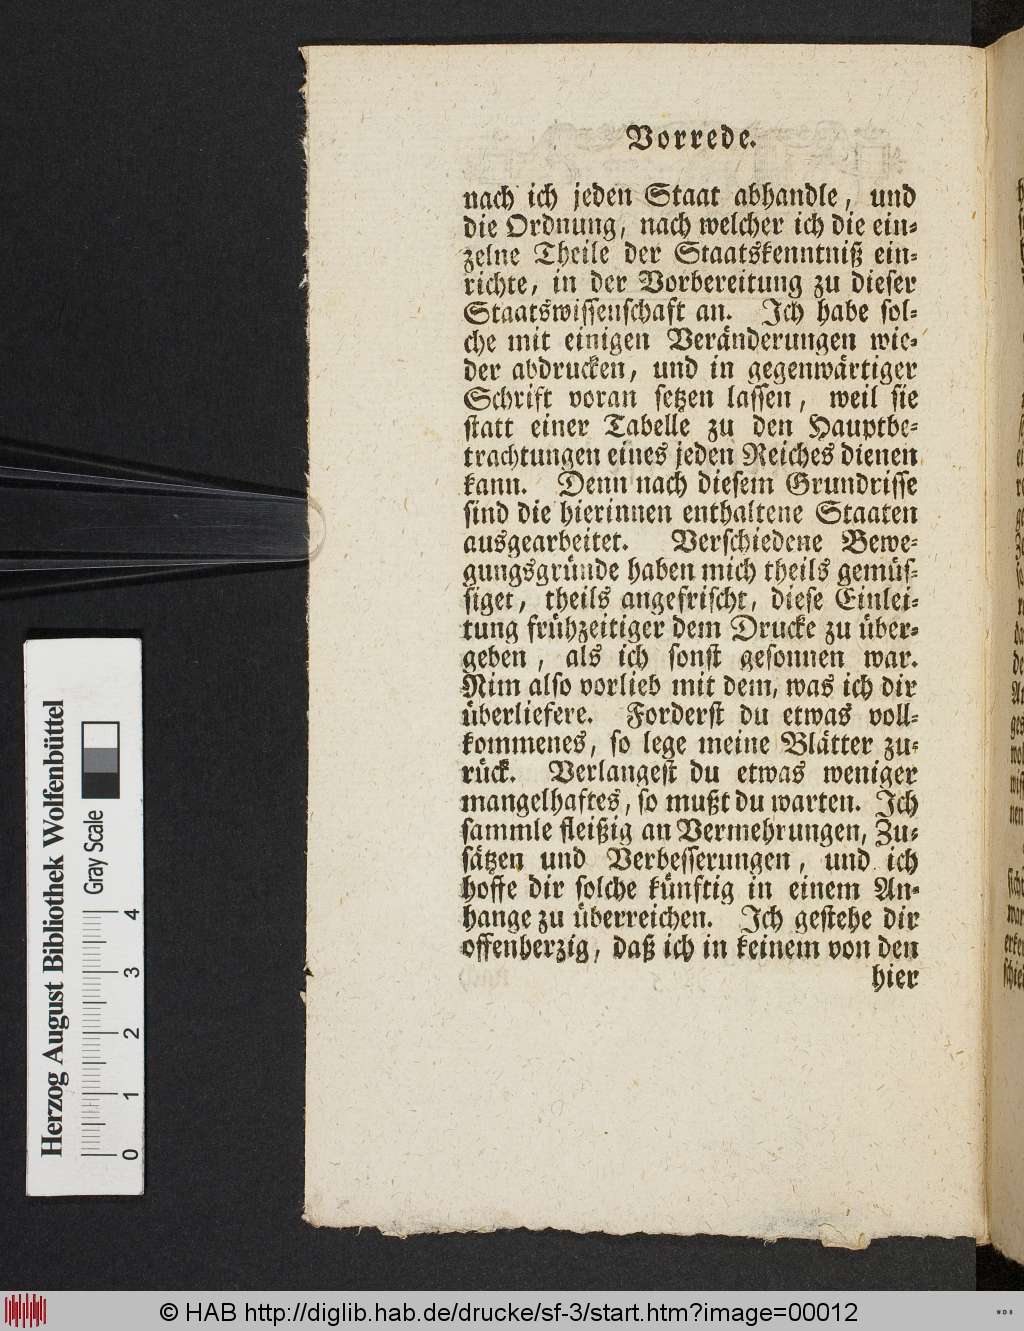 Vorrede.
nach ich jeden Staat abhandle, und
die Ordnung, nach welcher ich die ein⸗
zelne Theile der Staatskenntniß ein⸗
richte, in der Vorbereitung zu dieser
Staatswissenschaft an. Ich habe sol⸗
che mit einigen Veränderungen wie⸗
der abdrucken, und in gegenwärtiger
Schrift voran setzen lassen, weil sie
statt einer Tabelle zu den Hauptbe⸗
trachtungen eines jeden Reiches dienen
kann. Denn nach diesem Grundrisse
sind die hierinnen enthaltene Staaten
ausgearbeitet. Verschiedene Bewe⸗
gungsgründe haben mich theils gemüs⸗
siget, theils angefrischt, diese Einlei⸗
tung frühzeitiger dem Drucke zu über⸗
geben, als ich sonst gesonnen war.
Nim also vorlieb mit dem, was ich dir
überliefere. Forderst du etwas voll⸗
kommenes, so lege meine Blätter zu⸗
rück. Verlangest du etwas weniger
mangelhaftes, so mußt du warten. Ich
sammle fleißig an Vermehrungen, Zu⸗
sätzen und Verbesserungen, und ich
hoffe dir solche künftig in einem An⸗
hange zu überreichen. Ich gestehe dir
offenherzig, daß ich in keinem von den
hier
Herzog August Bibliothek Wolfenbüttel
Gray Scale
0 1 2 3 4
© HAB http://diglib.hab.de/drucke/sf-3/start.htm?image=00012